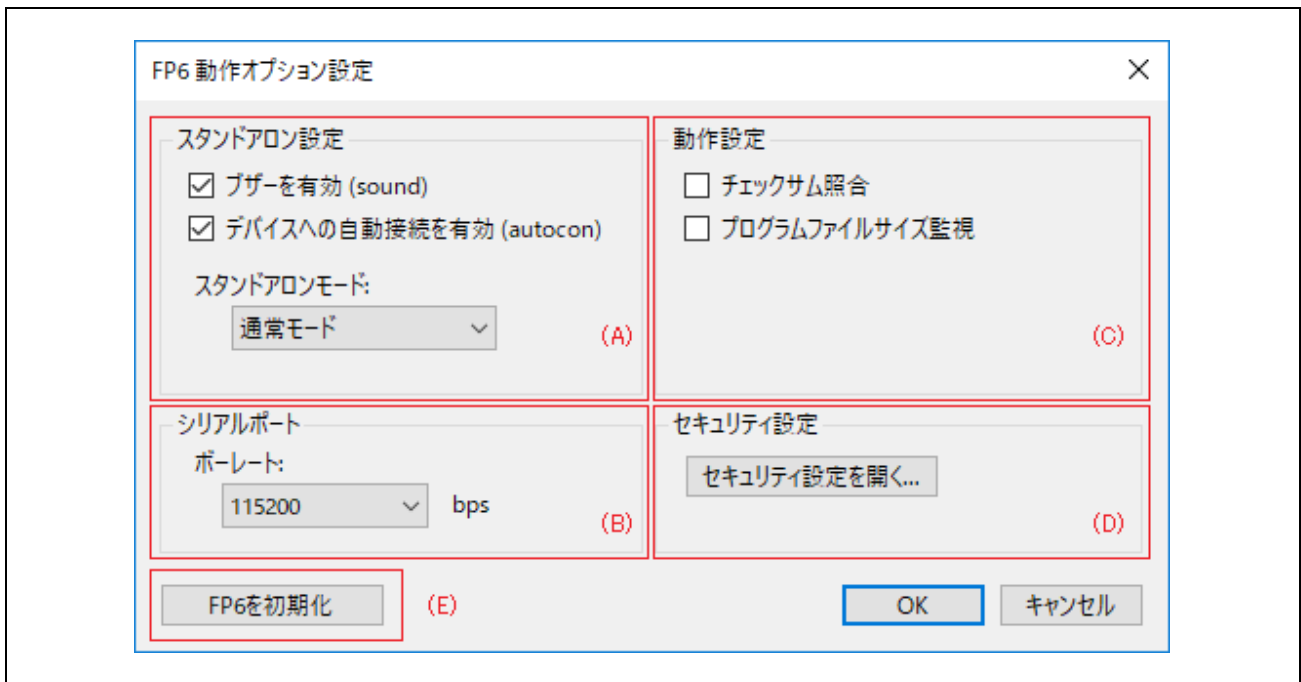 FP6 動作オプション設定
スタンドアロン設定
ブザーを有効 (sound)
デバイスへの自動接続を有効 (autocon)
スタンドアロンモード:
通常モード
(A)
動作設定
チェックサム照合
プログラムファイルサイズ監視
(C)
シリアルポート
ボーレート:
115200
bps
(B)
セキュリティ設定
セキュリティ設定を開く...
(D)
FP6を初期化
(E)
OK
キャンセル